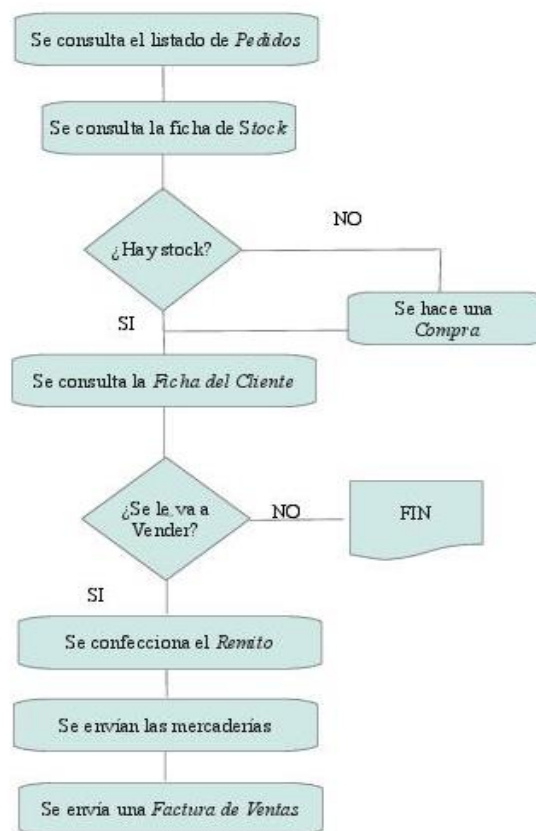 Se consulta el listado de Pedidos
Se consulta la ficha de Stock
NO
¿Hay stock?
SI
Se hace una
Compra
Se consulta la Ficha del Cliente
¿Se le, va a
Vender?
NO
FIN
SI
Se confecciona el Remito
Se envían las mercaderías
Se envía una Factura de Ventas